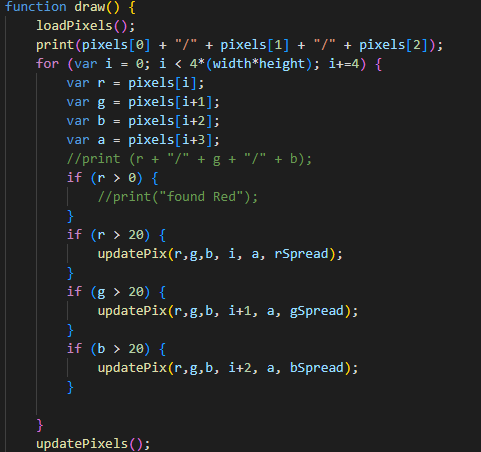 function draw() {
    loadPixels();
    print(pixels[0] + "/" + pixels[1] + "/" + pixels[2]);
    for (var i = 0; i < 4*(width*height); i+=4) {
        var r = pixels[i];
        var g = pixels[i+1];
        var b = pixels[i+2];
        var a = pixels[i+3];
        //print (r + "/" + g + "/" + b);
        if (r > 0) {
            //print("found Red");
        }
        if (r > 20) {
            updatePix(r,g,b, i, a, rSpread);
        }
        if (g > 20) {
            updatePix(r,g,b, i+1, a, gSpread);
        }
        if (b > 20) {
            updatePix(r,g,b, i+2, a, bSpread);
        }
    }
    updatePixels();